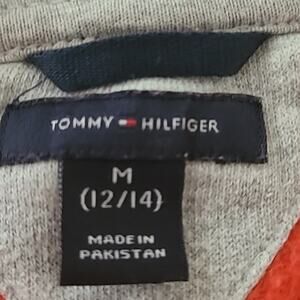 TOMMY HILFIGER
M
(12/14)
MADE IN
PAKISTAN